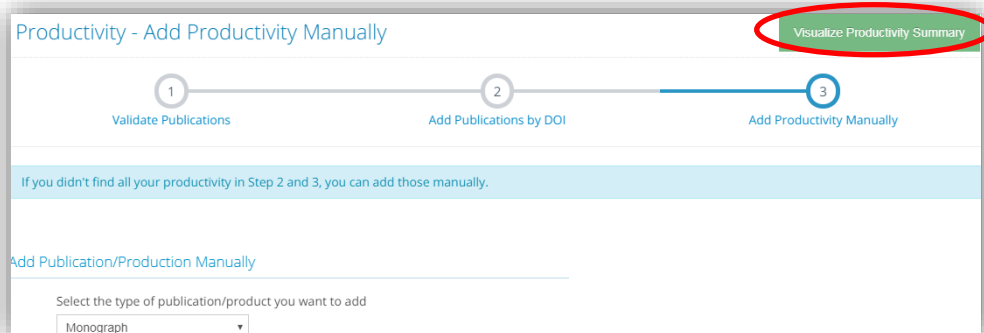 Productivity - Add Productivity Manually
Visualize Productivity Summary
1
2
3
Validate Publications
Add Publications by DOI
Add Productivity Manually
If you didn't find all your productivity in Step 2 and 3, you can add those manually.
Add Publication/Production Manually
Select the type of publication/product you want to add
Monograph